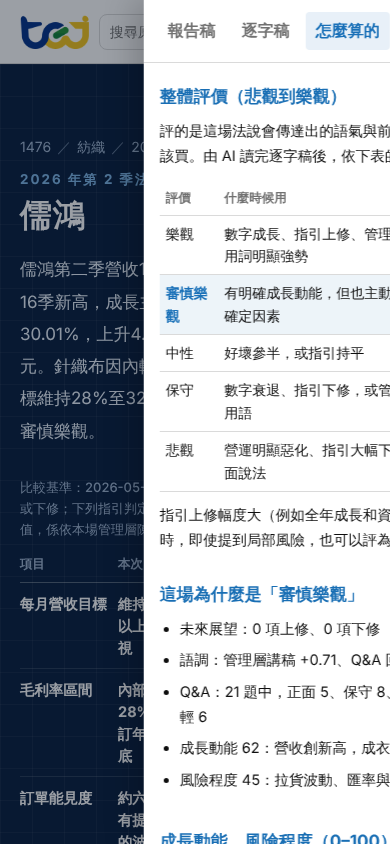 tej
搜尋
報告稿 逐字稿 怎麼算的
1476 ／ 紡織 ／ 20
2026 年第 2 季法
儒鴻
儒鴻第二季營收1
16季新高，成長主
30.01%，上升4.
元。針織布因內
標維持28%至32
審慎樂觀。
比較基準：2026-05-
或下修；下列指引判定
值，係依本場管理層
項目 本次
每月營收目標 維持
以上
視
毛利率區間 內部
28%
訂年
底
訂單能見度 約六
有提
的波
整體評價（悲觀到樂觀）
評的是這場法說會傳達出的語氣與前
該買。由 AI 讀完逐字稿後，依下表的
評價 什麼時候用
樂觀 數字成長、指引上修、管理
用詞明顯強勢
審慎樂觀 有明確成長動能，但也主動
確定因素
中性 好壞參半，或指引持平
保守 數字衰退、指引下修，或管
用語
悲觀 營運明顯惡化、指引大幅下
面說法
指引上修幅度大（例如全年成長和資
時，即使提到局部風險，也可以評為
這場為什麼是「審慎樂觀」
• 未來展望：0 項上修、0 項下修
• 語調：管理層講稿 +0.71、Q&A
• Q&A：21 題中，正面 5、保守 8、
輕 6
• 成長動能 62：營收創新高，成衣
• 風險程度 45：拉貨波動、匯率與
成長動能、風險程度（0–100）